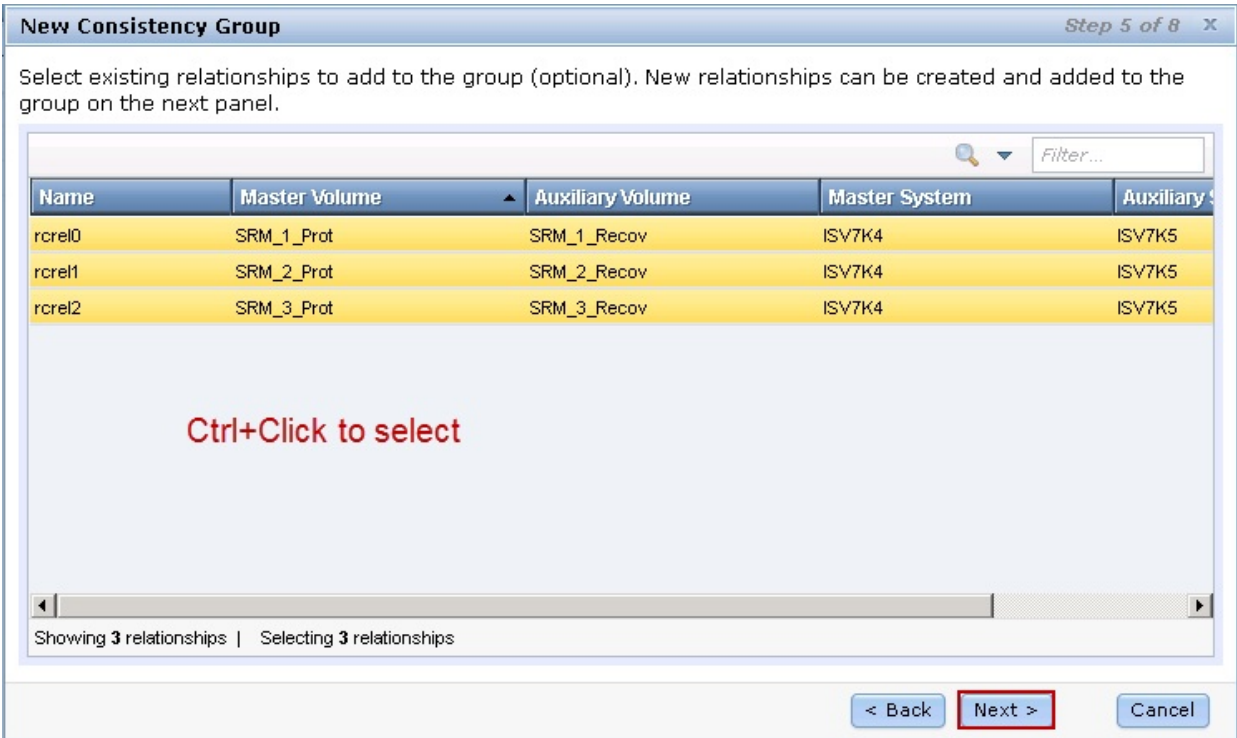 New Consistency Group Step 5 of 8 x
Select existing relationships to add to the group (optional). New relationships can be created and added to the
group on the next panel.
Filter...
Name Master Volume Auxiliary Volume Master System Auxiliary
rcrel0 SRM_1_Prot SRM_1_Recov ISV7K4 ISV7K5
rcrel1 SRM_2_Prot SRM_2_Recov ISV7K4 ISV7K5
rcrel2 SRM_3_Prot SRM_3_Recov ISV7K4 ISV7K5
Ctrl+Click to select
Showing 3 relationships | Selecting 3 relationships
< Back Next > Cancel